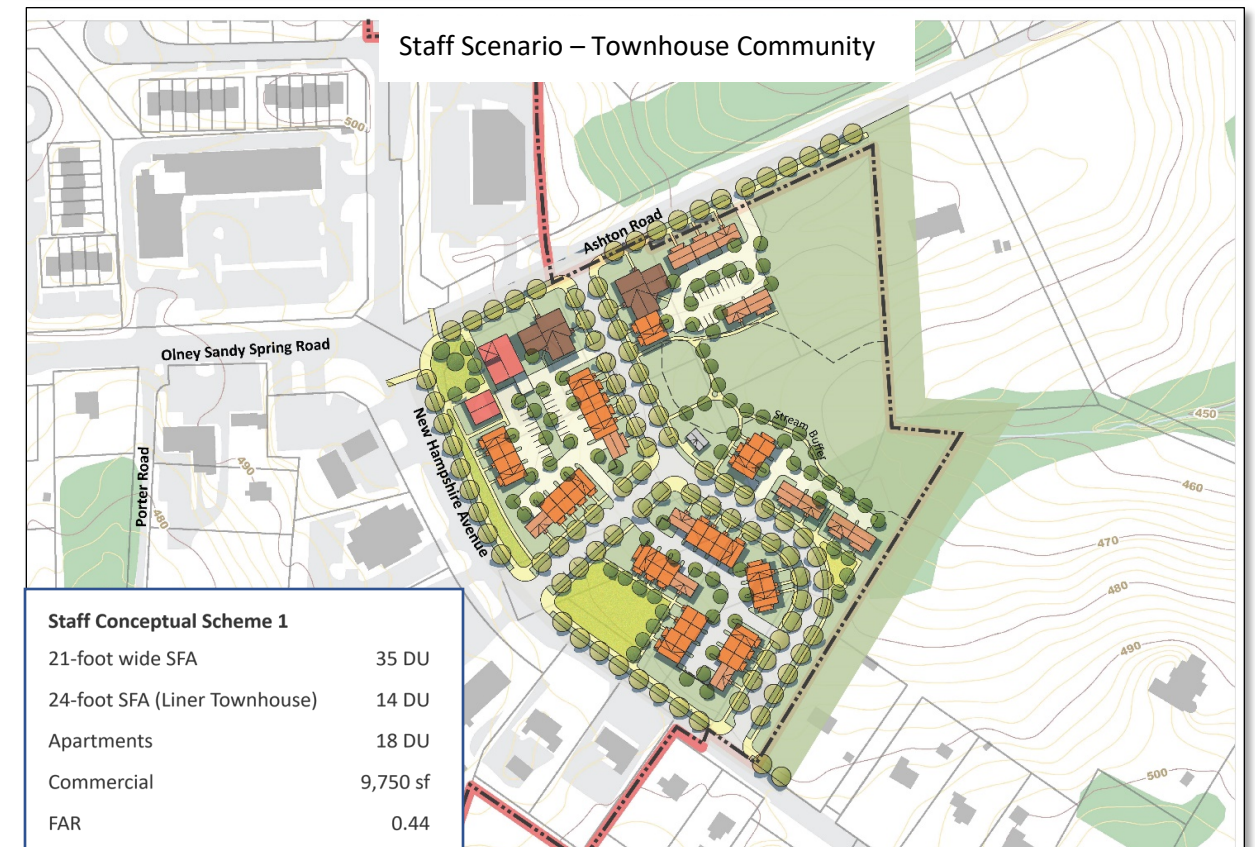 Staff Scenario – Townhouse Community
500
Ashton Road
Olney Sandy Spring Road
New Hampshire Avenue
Porter Road
490
480
Stream Buffer
450
460
470
480
490
500
Staff Conceptual Scheme 1
21-foot wide SFA 35 DU
24-foot SFA (Liner Townhouse) 14 DU
Apartments 18 DU
Commercial 9,750 sf
FAR 0.44